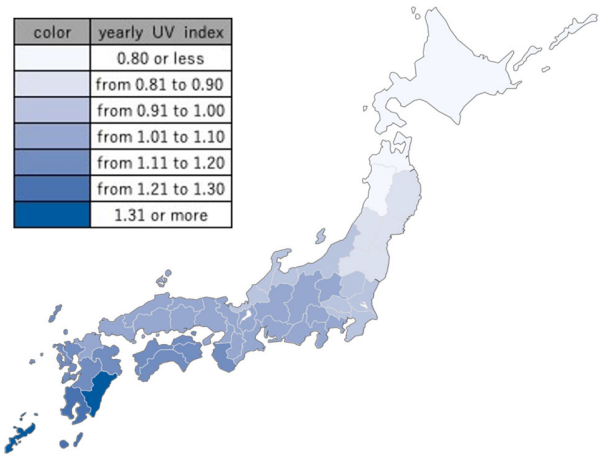 color yearly UV index
0.80 or less
from 0.81 to 0.90
from 0.91 to 1.00
from 1.01 to 1.10
from 1.11 to 1.20
from 1.21 to 1.30
1.31 or more